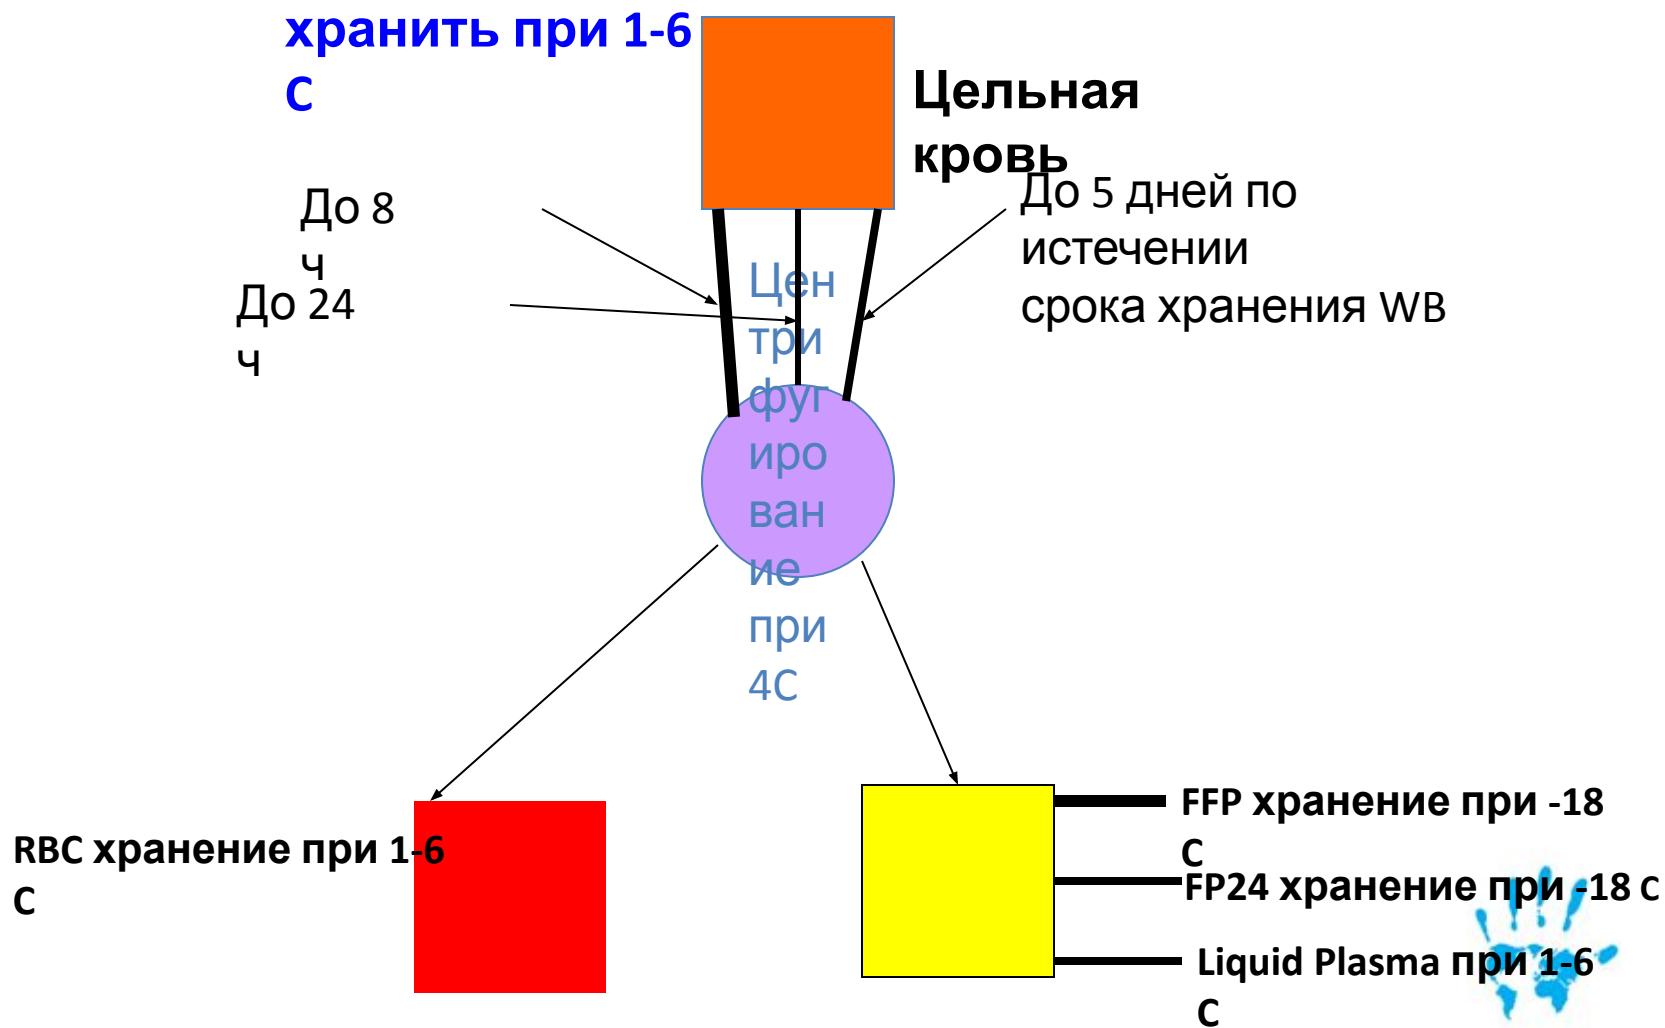 хранить при 1-6
С
Цельная
кровь
До 8
ч
До 24
ч
До 5 дней по
истечении
срока хранения WB
Цен
три
фуг
иро
ван
ие
при
4С
RBC хранение при 1-6
С
FFP хранение при -18
С
FP24 хранение при -18 С
Liquid Plasma при 1-6
С